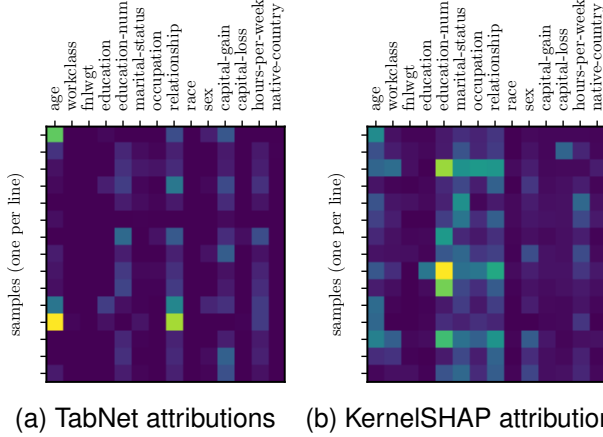 age
workclass
fnlwgt
education
education-num
marital-status
occupation
relationship
race
sex
capital-gain
capital-loss
hours-per-week
native-country
samples (one per line)
(a) TabNet attributions
age
workclass
fnlwgt
education
education-num
marital-status
occupation
relationship
race
sex
capital-gain
capital-loss
hours-per-week
native-country
samples (one per line)
(b) KernelSHAP attribution